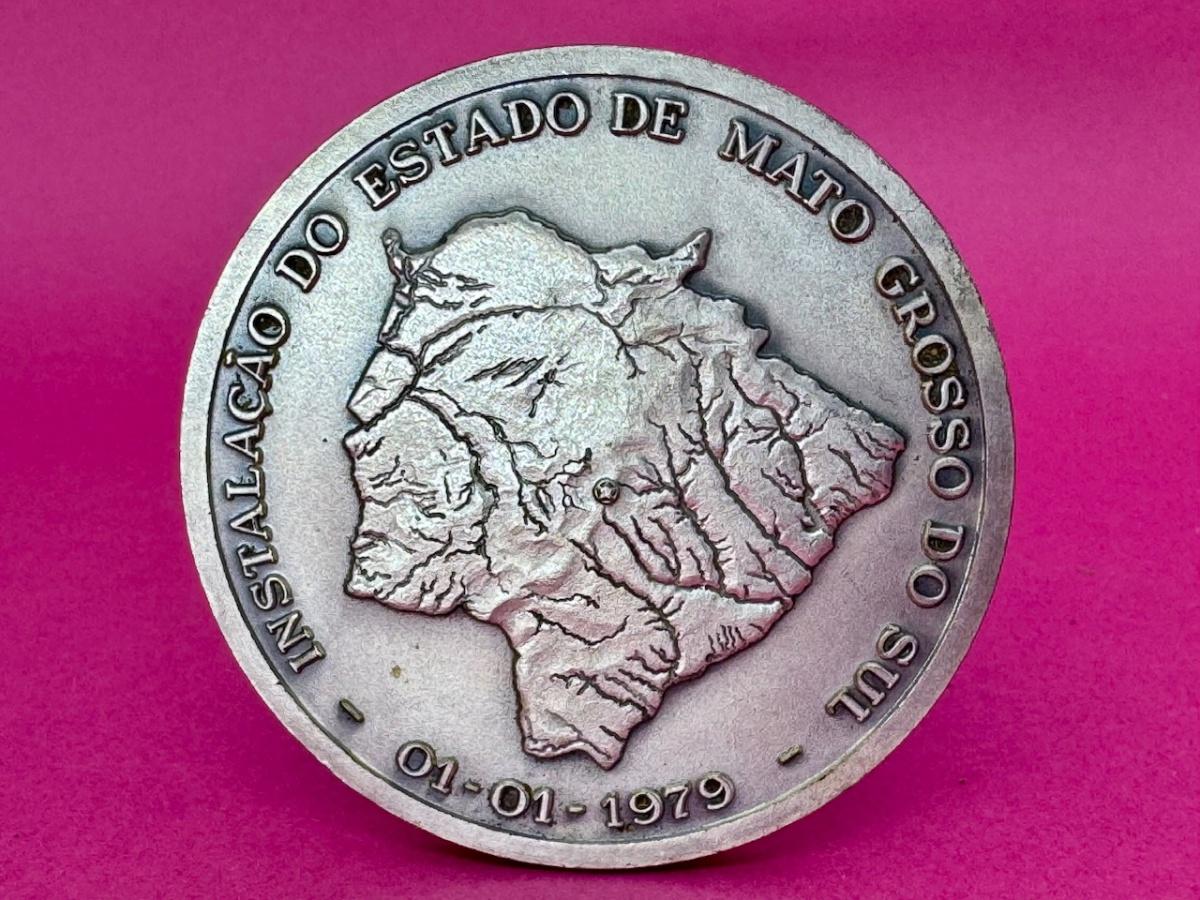 INSTALAÇÃO DO ESTADO DE MATO GROSSO DO SUL
- 01-01-1979 -